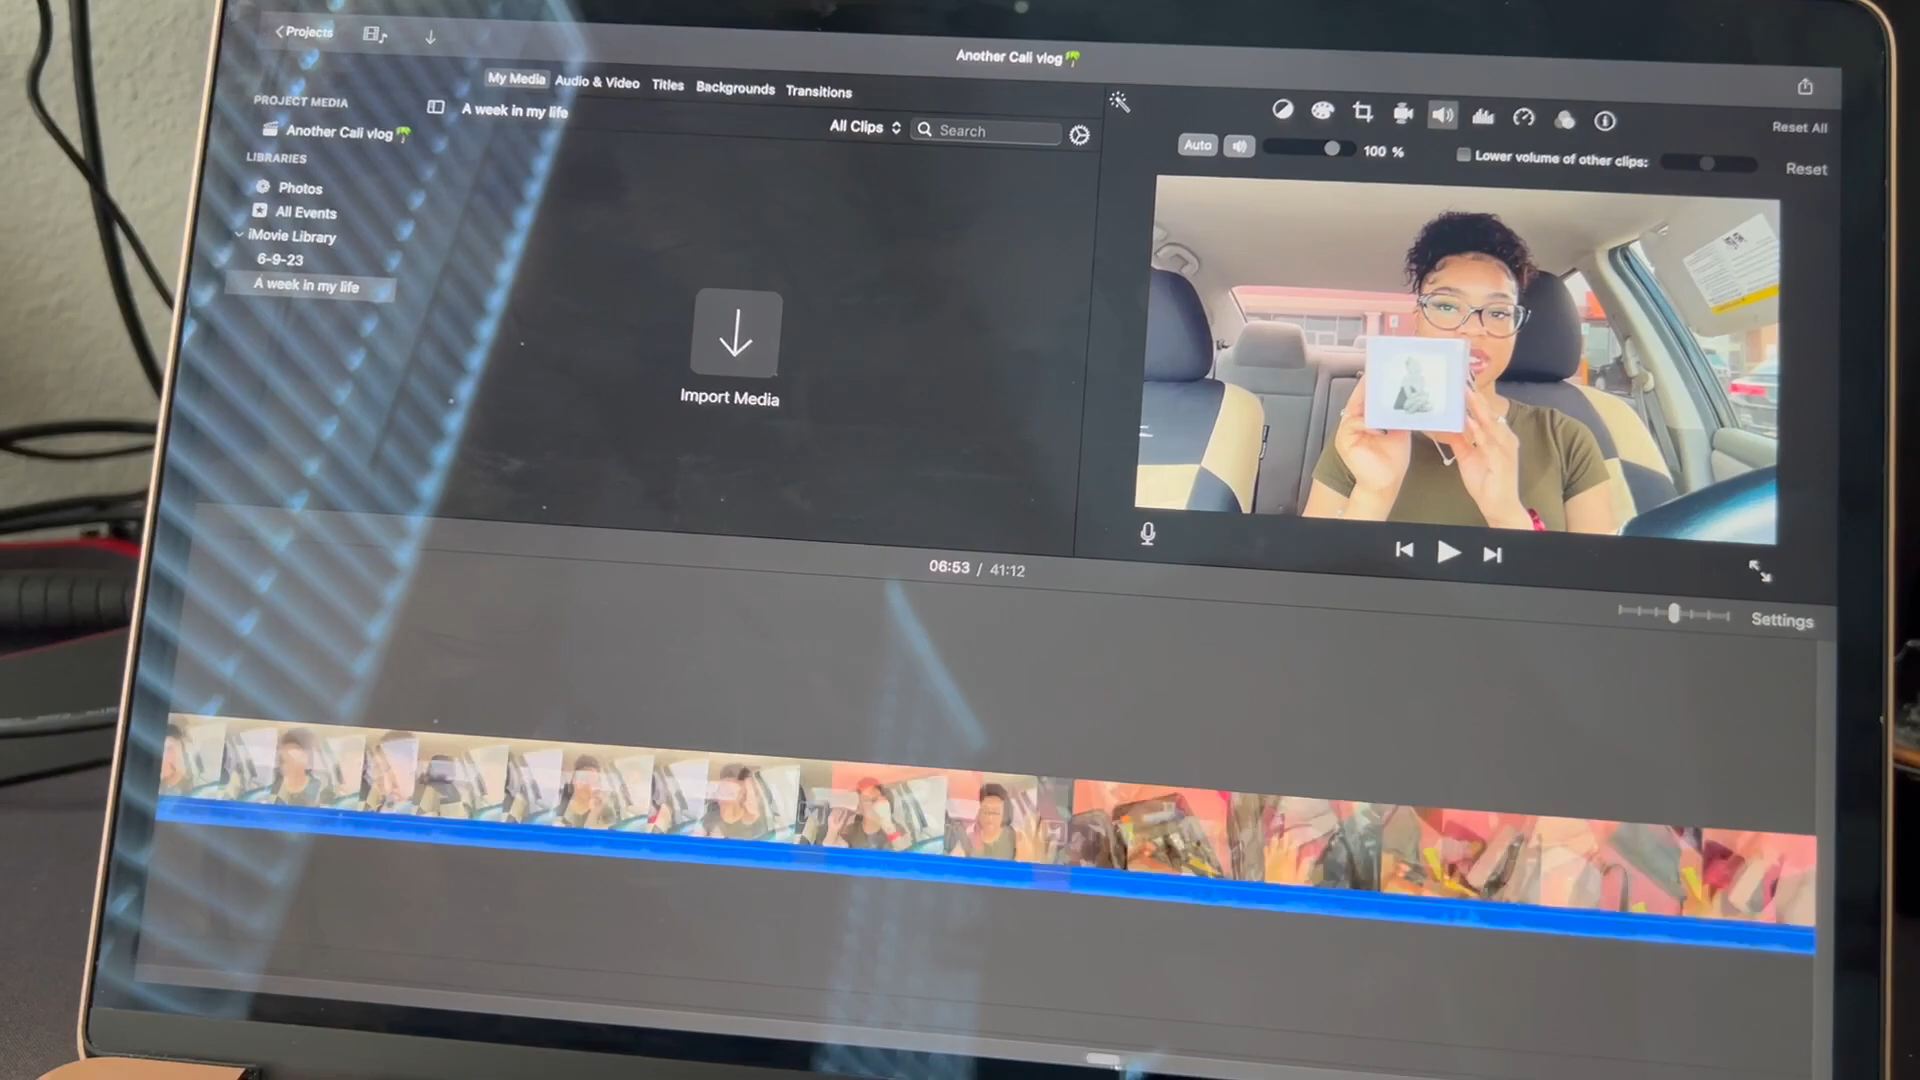 Projects
Another Cali vlog🌴
My Media Audio & Video Titles Backgrounds Transitions
PROJECT MEDIA
A week in my life
Another Cali vlog🌴
All Clips
Search
Reset All
Auto
100 %
Lower volume of other clips:
Reset
LIBRARIES
Photos
All Events
iMovie Library
6-9-23
A week in my life
Import Media
06:53 / 41:12
Settings